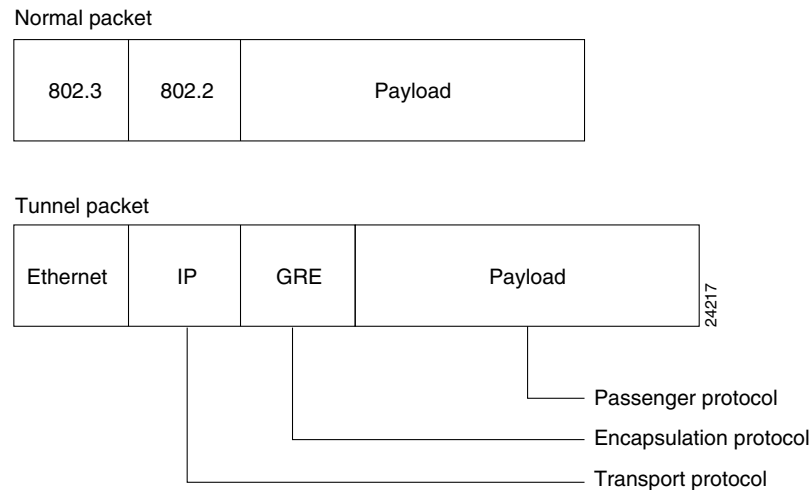 Normal packet
802.3 802.2 Payload
Tunnel packet
Ethernet IP GRE Payload
24217
Passenger protocol
Encapsulation protocol
Transport protocol